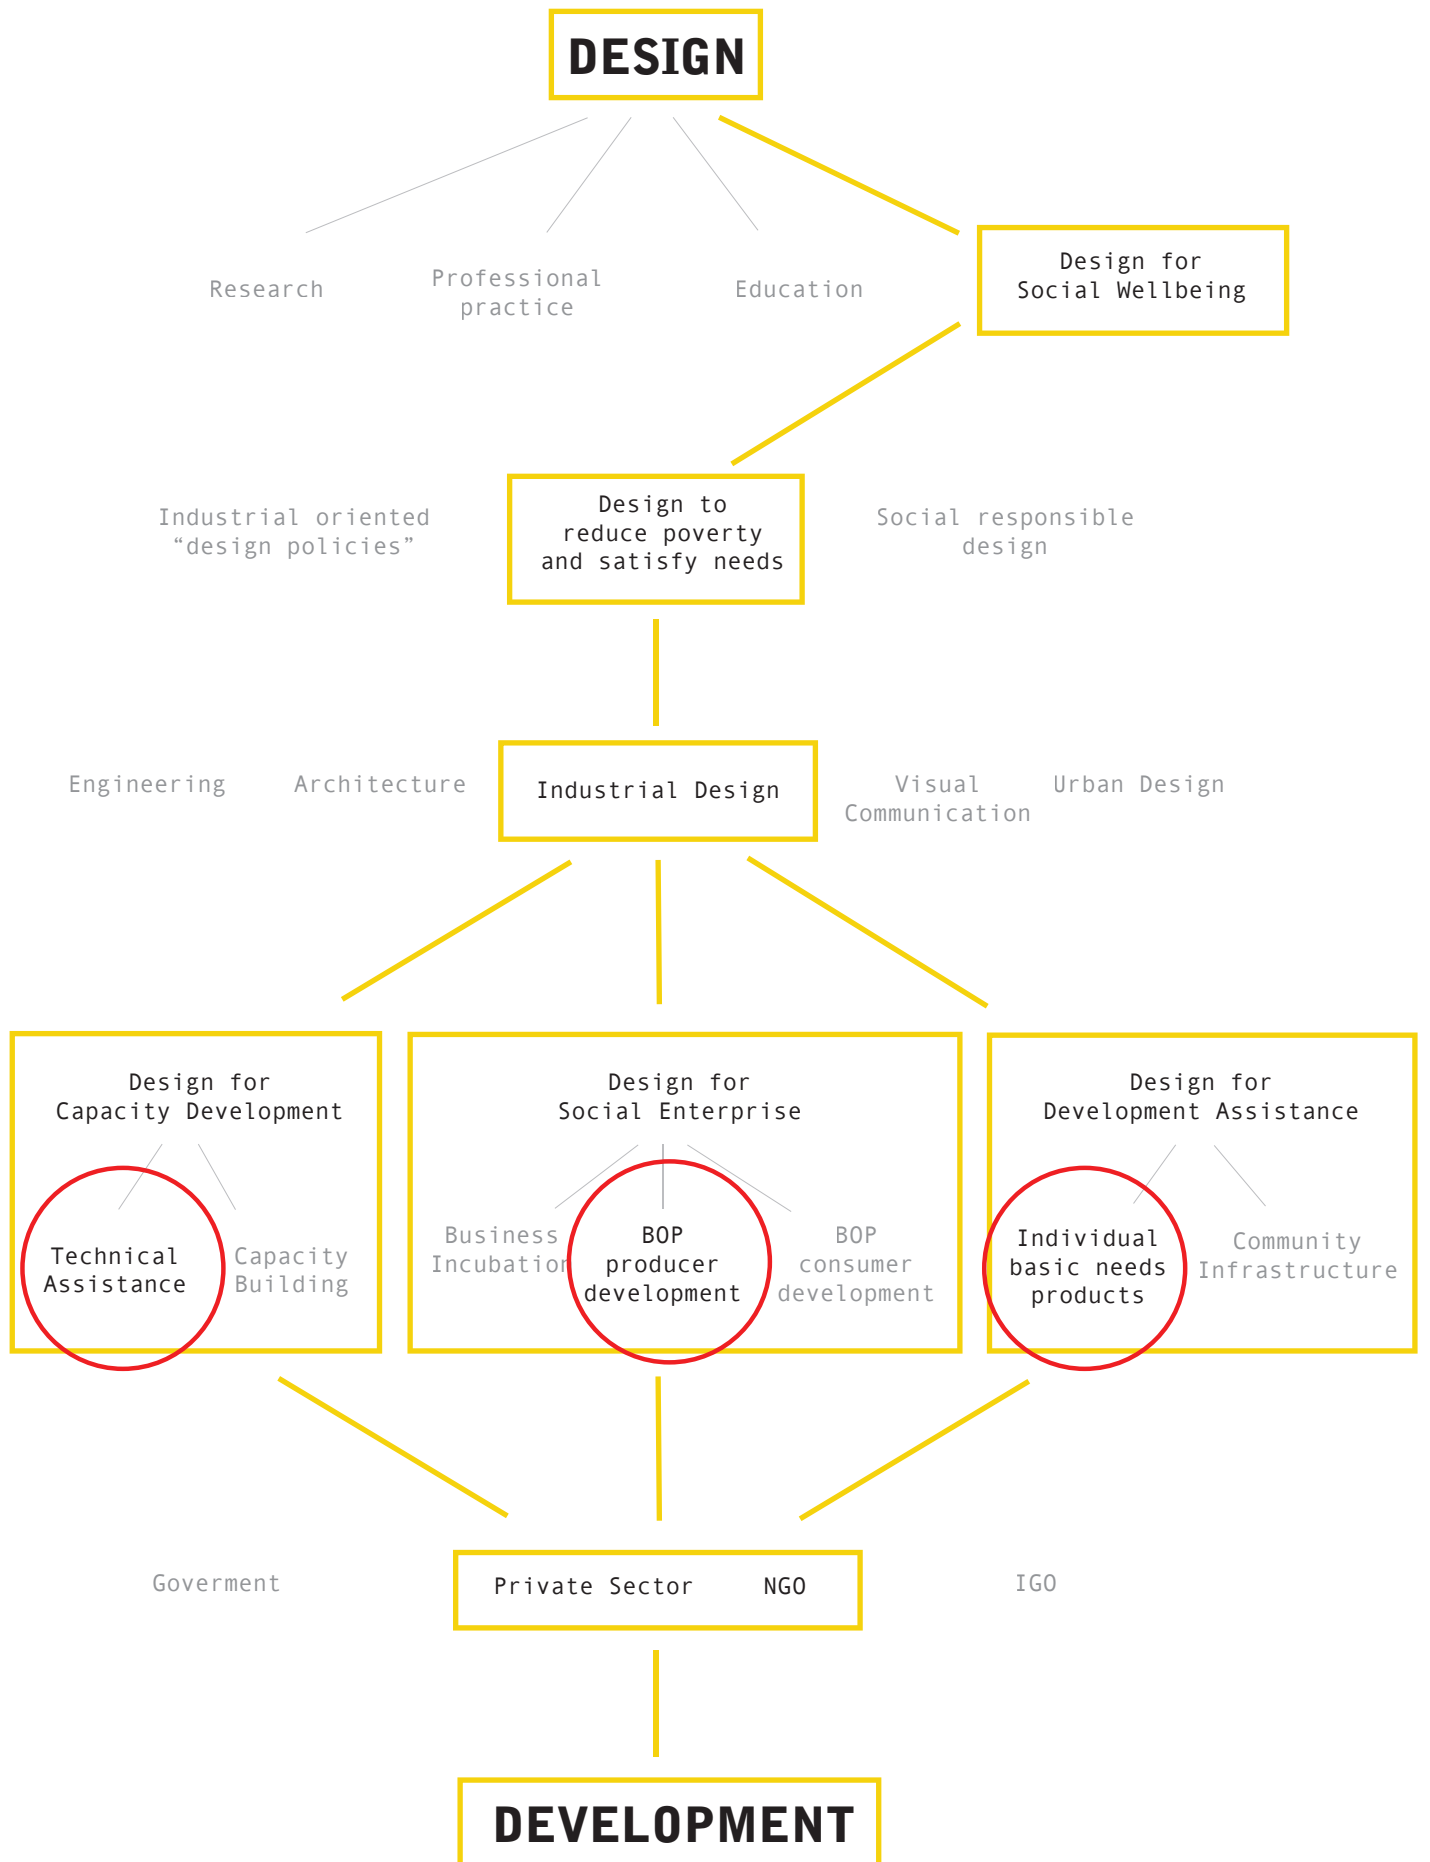 DESIGN
Research
Professional
practice
Education
Design for
Social Wellbeing
Industrial oriented
“design policies”
Design to
reduce poverty
and satisfy needs
Social responsible
design
Engineering
Architecture
Industrial Design
Visual
Communication
Urban Design
Design for
Capacity Development
Technical
Assistance
Capacity
Building
Design for
Social Enterprise
Business
Incubation
BOP
producer
development
BOP
consumer
development
Design for
Development Assistance
Individual
basic needs
products
Community
Infrastructure
Goverment
Private Sector
NGO
IGO
DEVELOPMENT